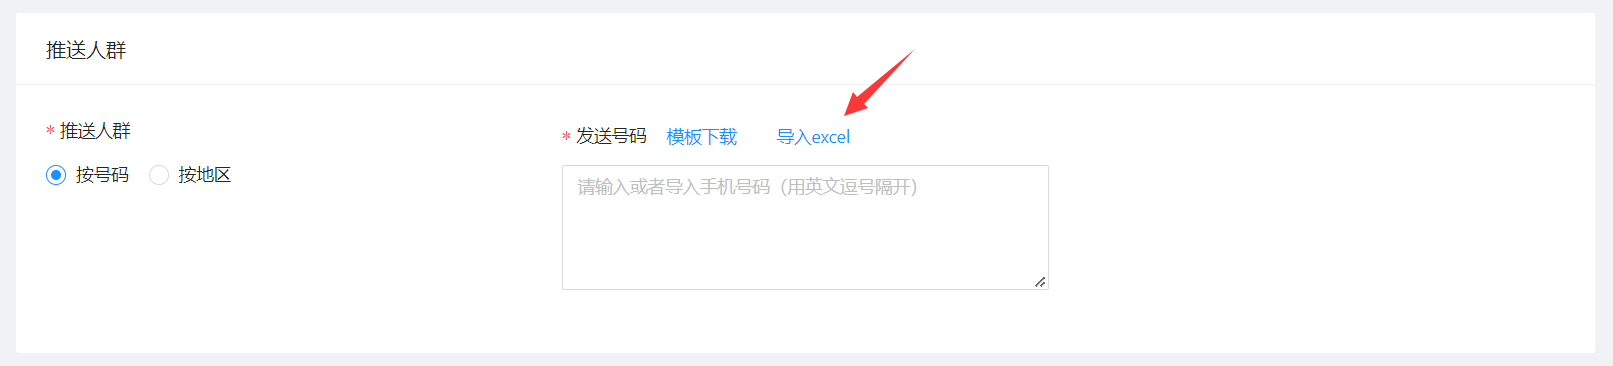 推送人群
* 推送人群
按号码 按地区
* 发送号码 模板下载 导入excel
请输入或者导入手机号码（用英文逗号隔开）